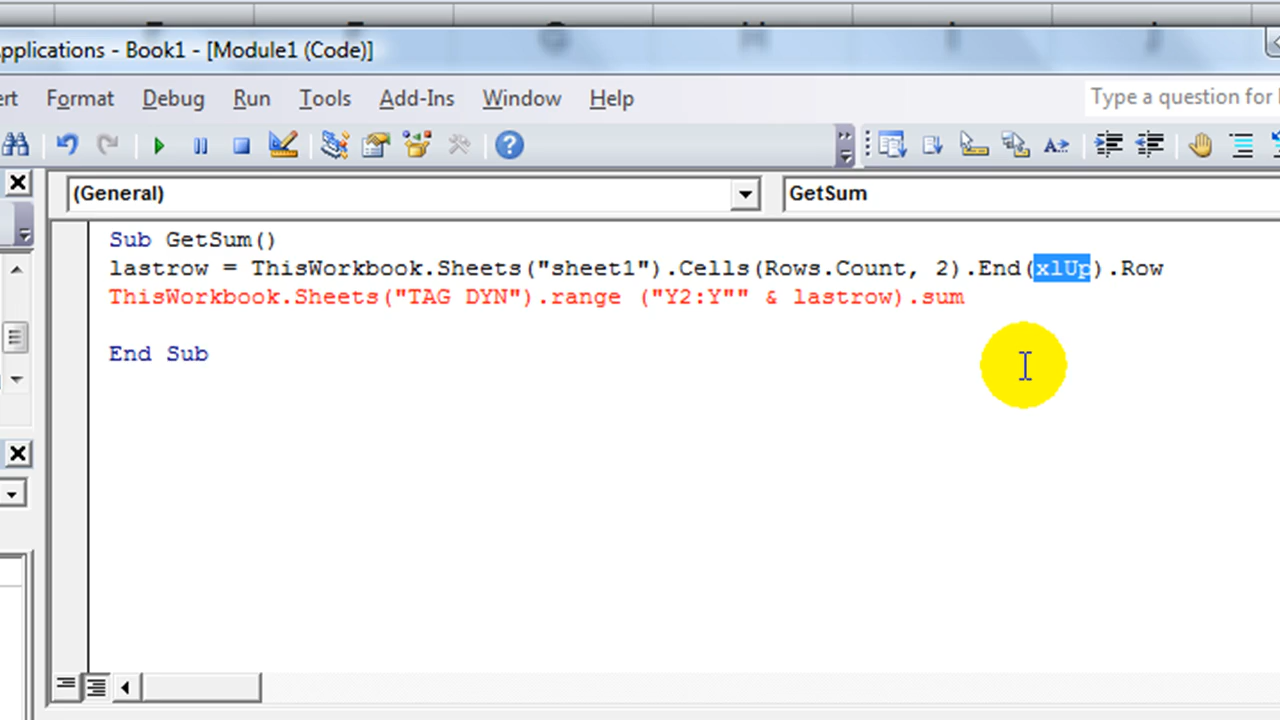 pplications - Book1 - [Module1 (Code)]
rt Format Debug Run Tools Add-Ins Window Help
Type a question for
(General) GetSum
Sub GetSum()
lastrow = ThisWorkbook.Sheets("sheet1").Cells(Rows.Count, 2).End(xlUp).Row
ThisWorkbook.Sheets("TAG DYN").range ("Y2:Y"" & lastrow).sum
End Sub